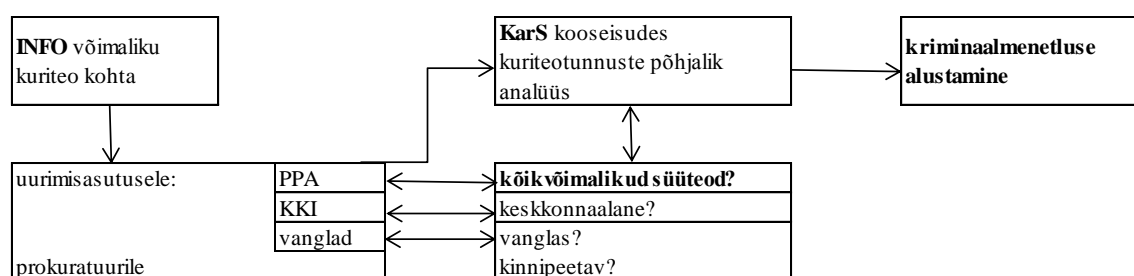 INFO võimaliku
kuriteo kohta
KarS kooseisudes
kuriteotunnuste põhjalik
analüüs
kriminaalmenetluse
alustamine
uurimisasutusele:
PPA
kõikvõimalikud süüteod?
KKI
keskkonnaalane?
vanglad
vanglas?
prokuratuurile
kinnipeetav?